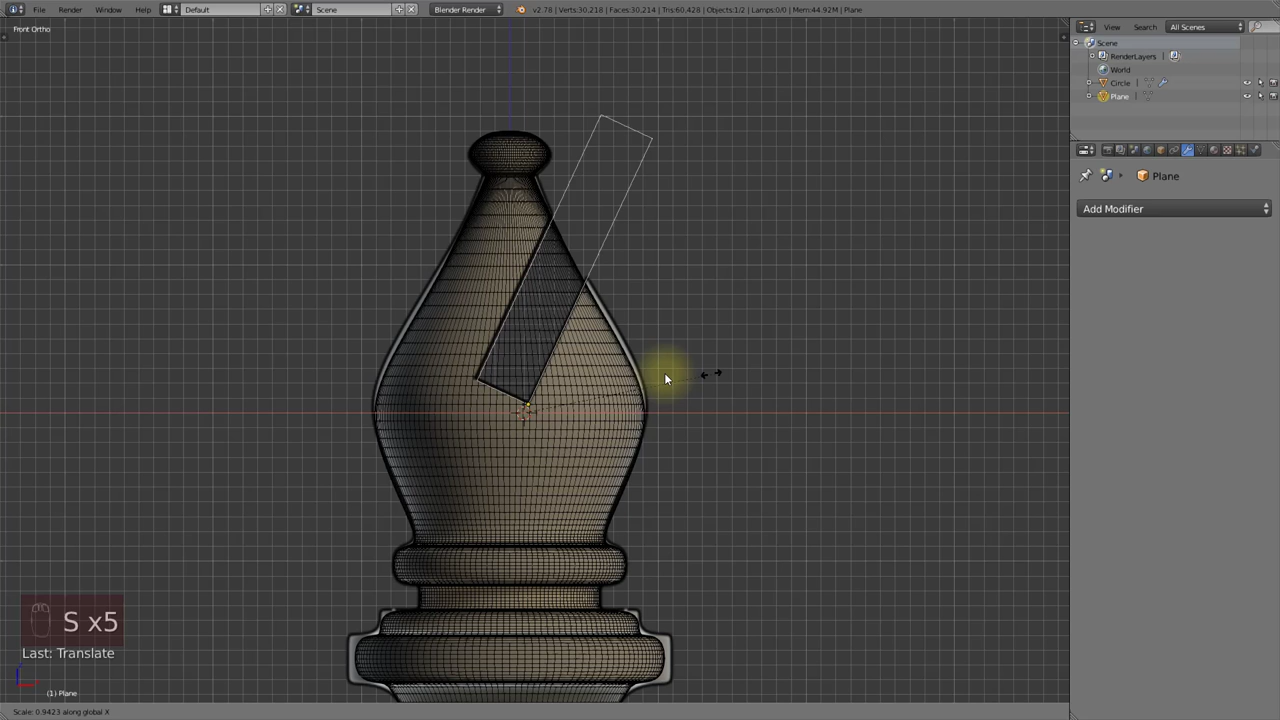 File Render Window Help Default Scene Blender Render v2.78 | Verts:30,218 | Faces:30,214 | Tris:60,428 | Objects:1/2 | Lamps:0/0 | Mem:44.92M | Plane
View Search All Scenes
Front Ortho
Scene
RenderLayers
World
Circle
Plane
Plane
Add Modifier
S x5
Last: Translate
(1) Plane
Scale: 0.9423 along global X